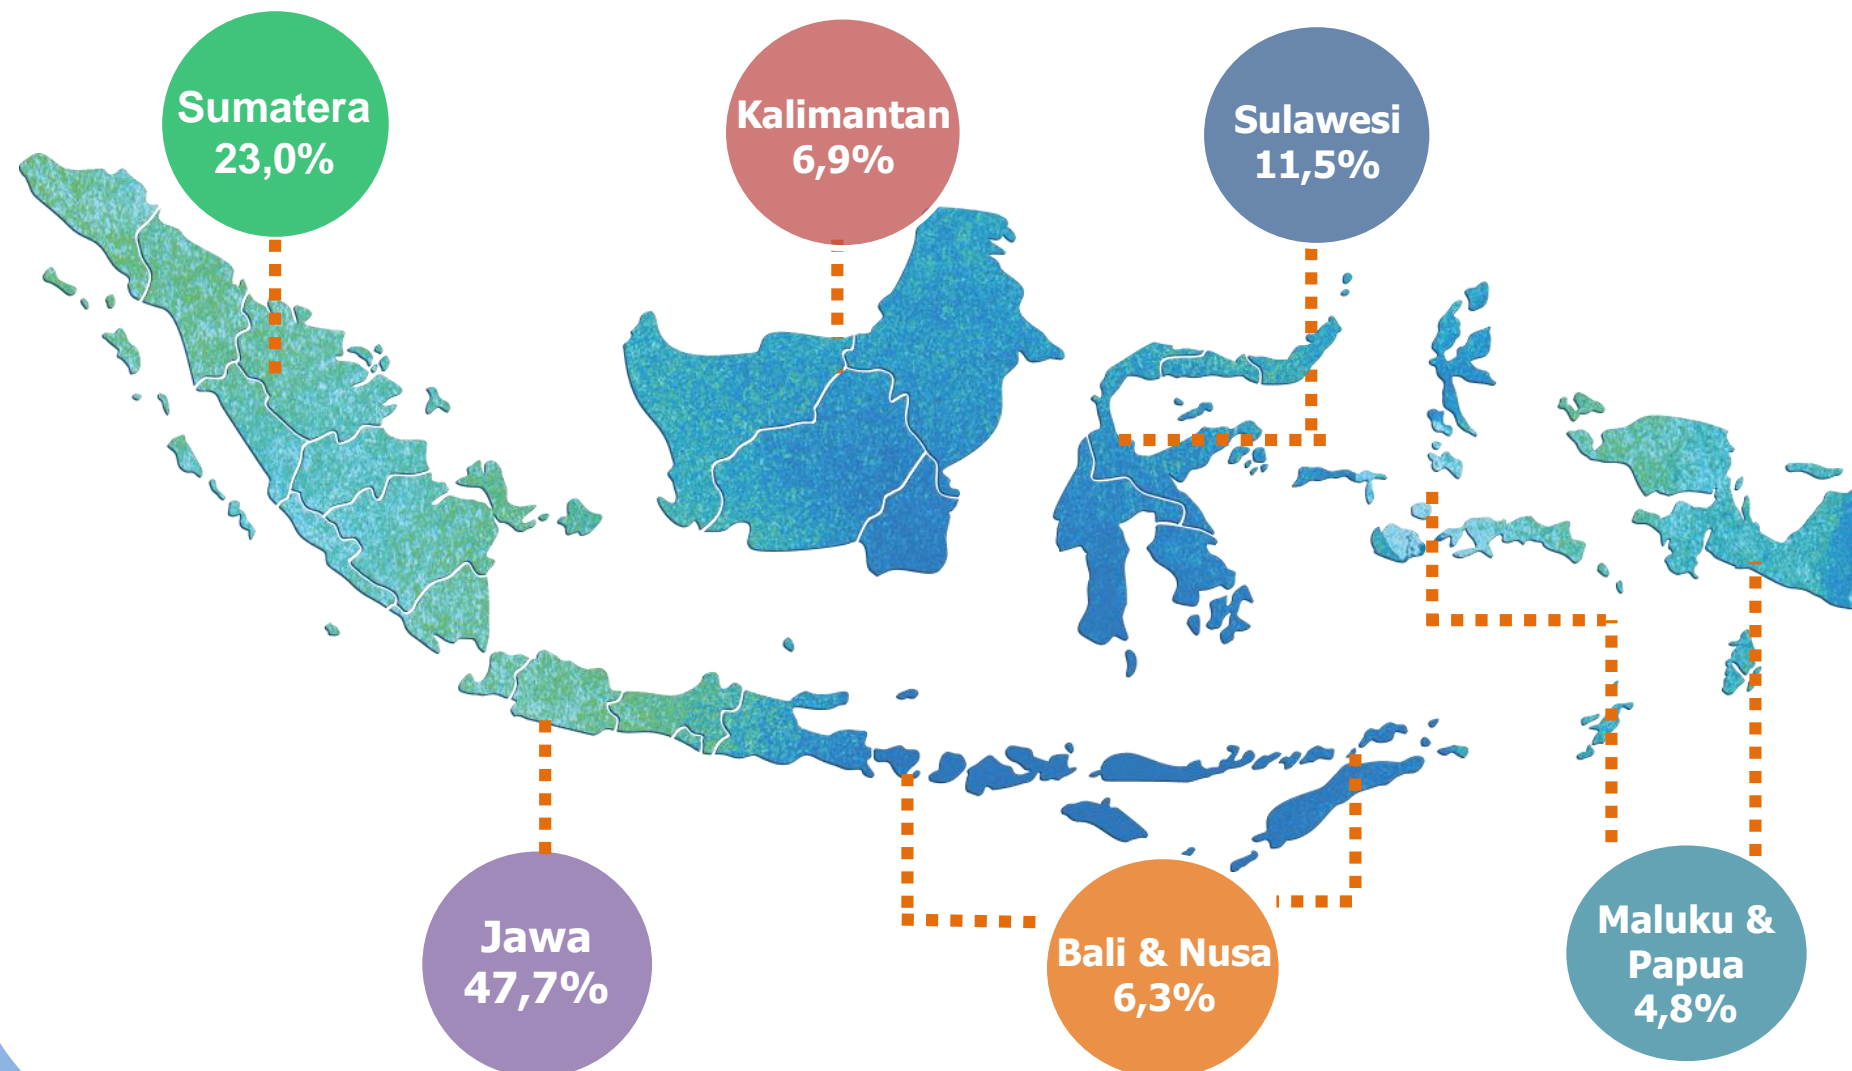 Sumatera
23,0%
Kalimantan
6,9%
Sulawesi
11,5%
Jawa
47,7%
Bali & Nusa
6,3%
Maluku &
Papua
4,8%